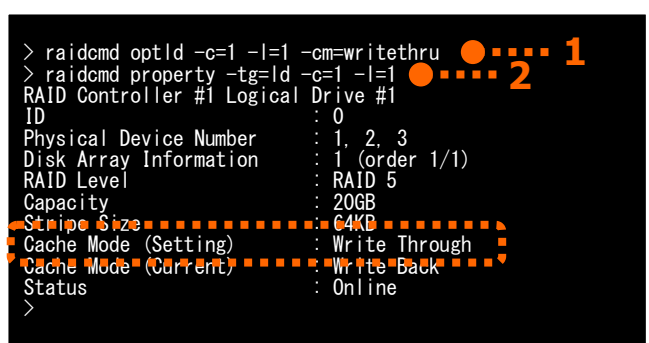 > raidcmd optld -c=1 -l=1 -cm=writethru 1
> raidcmd property -tg=ld -c=1 -l=1 2
RAID Controller #1 Logical Drive #1
ID : 0
Physical Device Number : 1, 2, 3
Disk Array Information : 1 (order 1/1)
RAID Level : RAID 5
Capacity : 20GB
Stripe Size : 64KB
Cache Mode (Setting) : Write Through
Cache Mode (Current) : Write Back
Status : Online
>